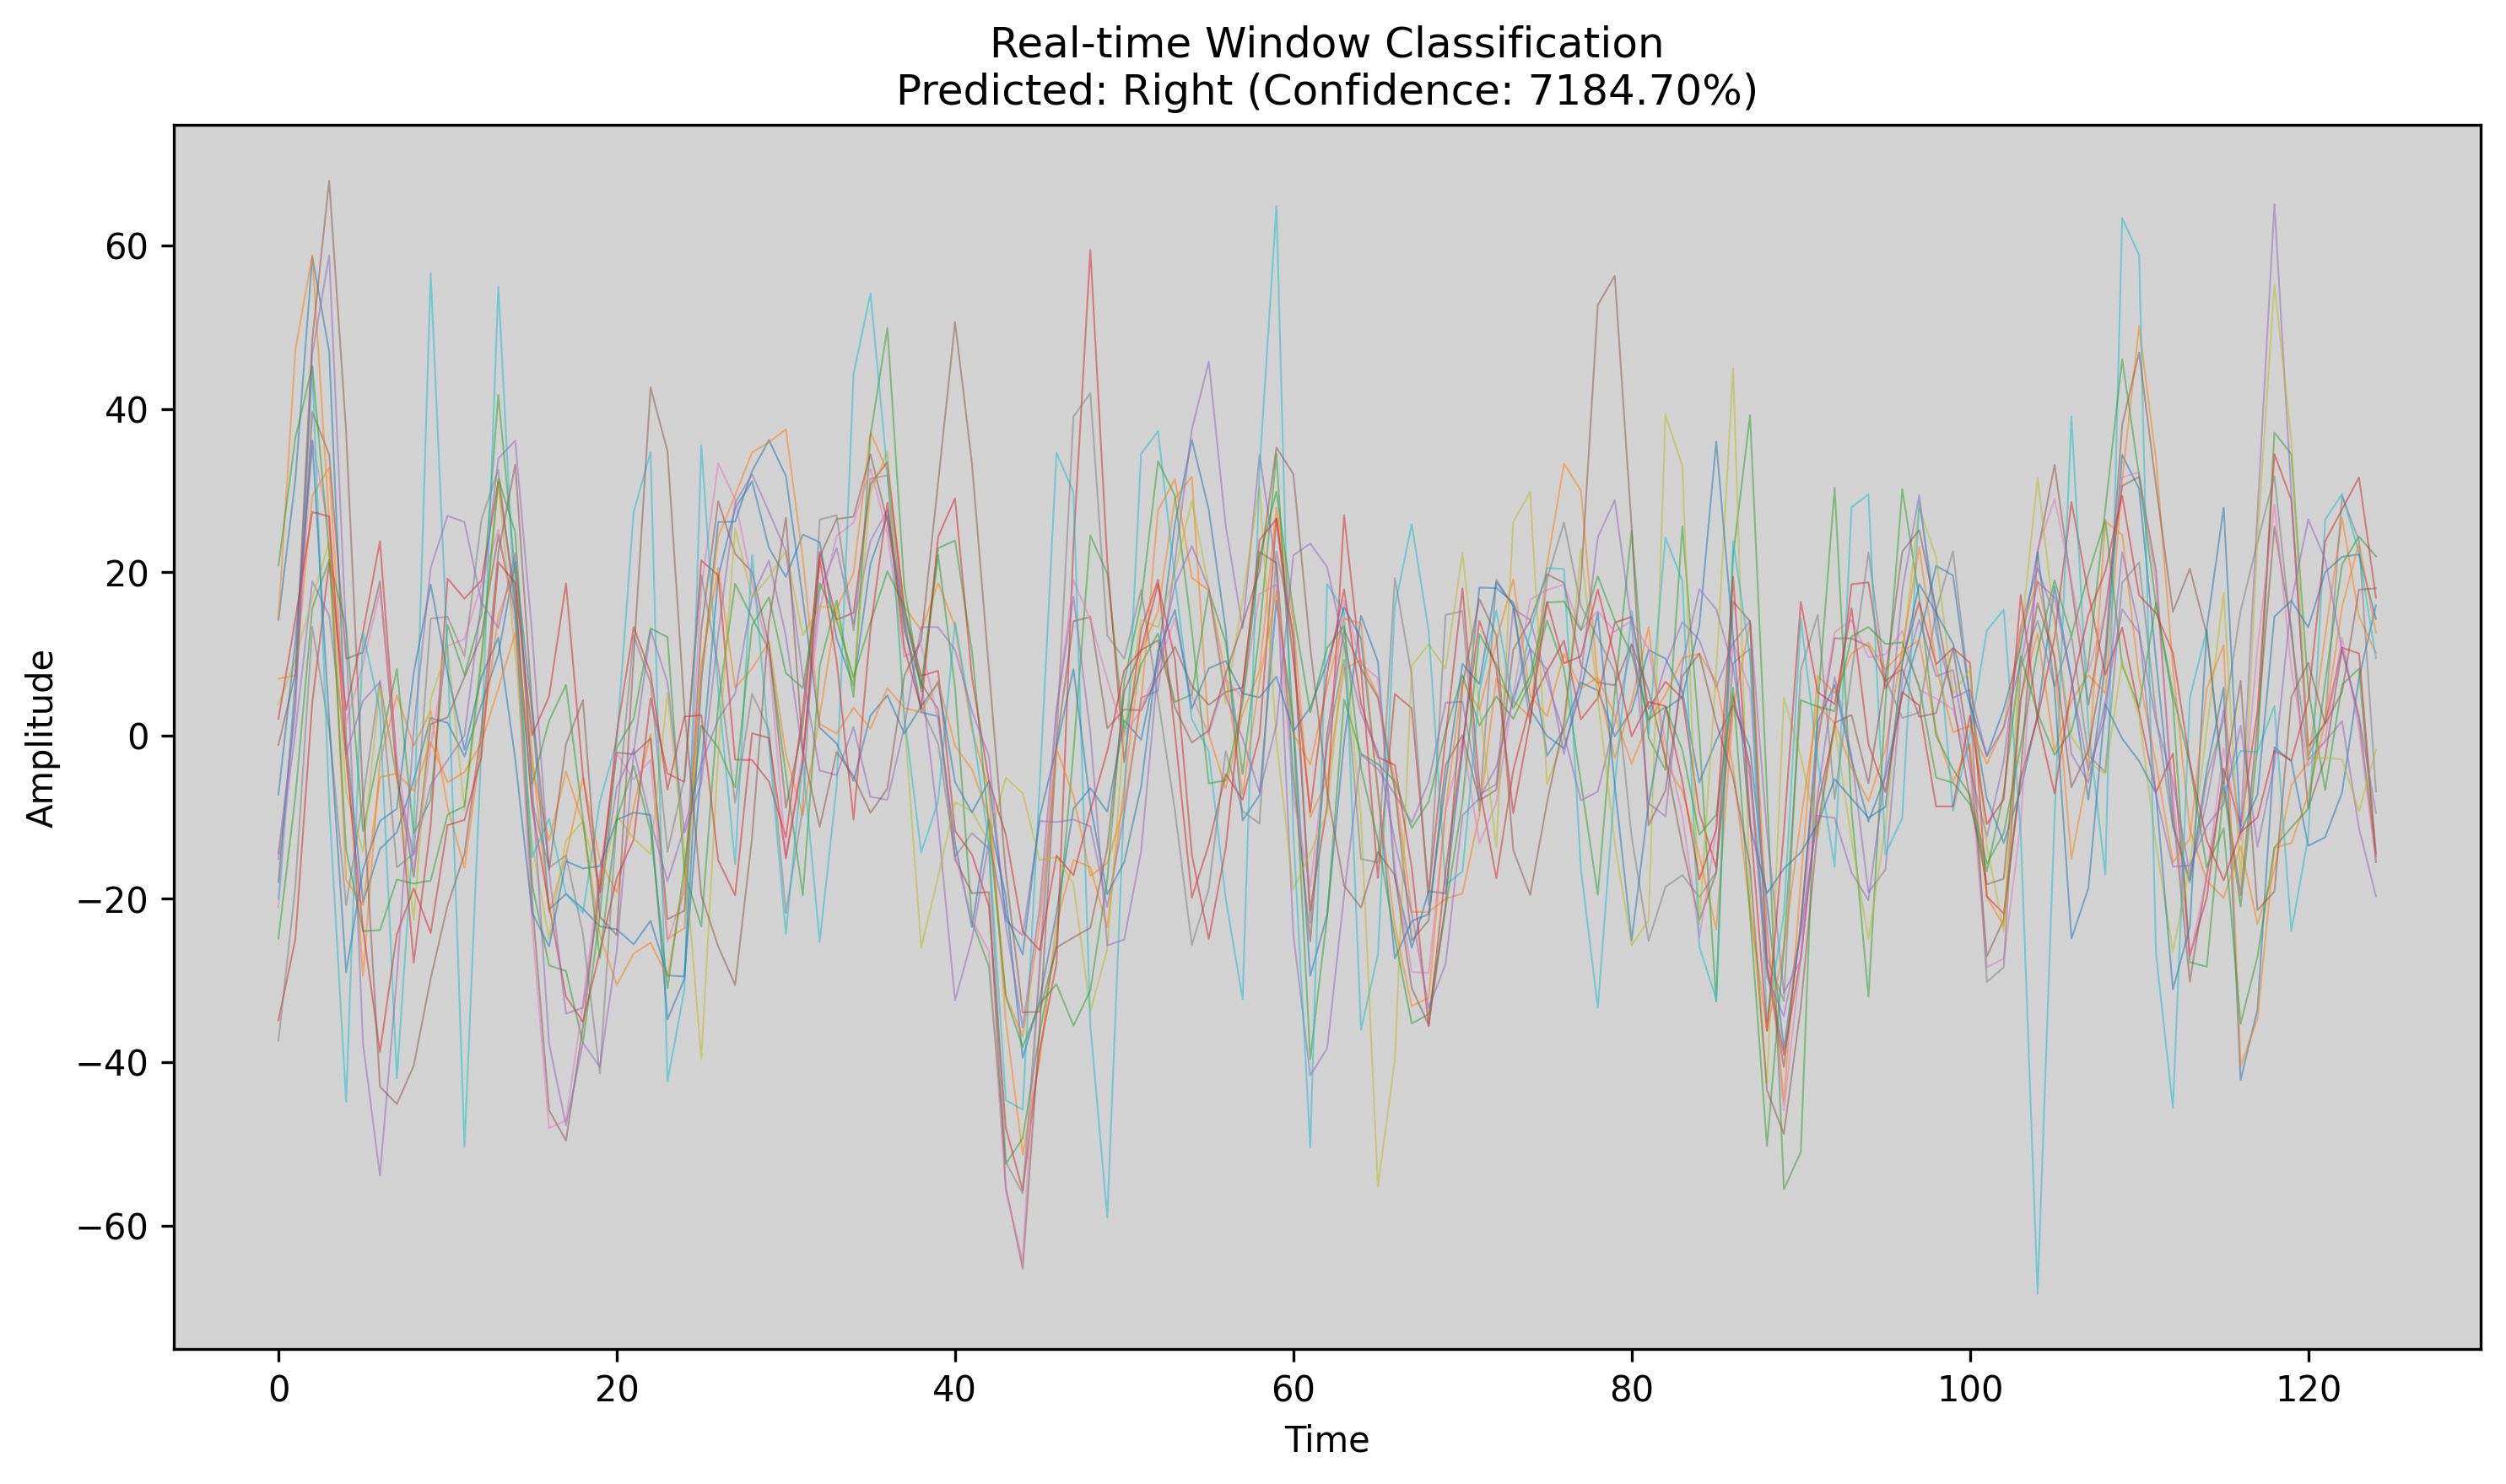 Real-time Window Classification
Predicted: Right (Confidence: 7184.70%)
Amplitude
60
40
20
0
−20
−40
−60
0 20 40 60 80 100 120
Time